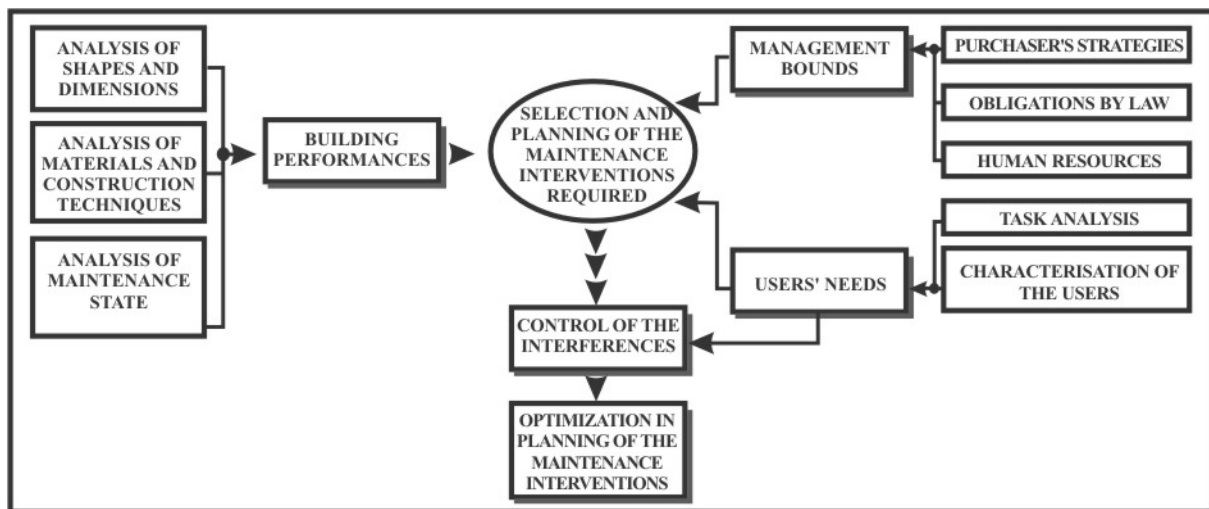 ANALYSIS OF
SHAPES AND
DIMENSIONS
ANALYSIS OF
MATERIALS AND
CONSTRUCTION
TECHNIQUES
ANALYSIS OF
MAINTENANCE
STATE
BUILDING
PERFORMANCES
SELECTION AND
PLANNING OF THE
MAINTENANCE
INTERVENTIONS
REQUIRED
CONTROL OF THE
INTERFERENCES
OPTIMIZATION IN
PLANNING OF THE
MAINTENANCE
INTERVENTIONS
MANAGEMENT
BOUNDS
USERS' NEEDS
PURCHASER'S STRATEGIES
OBLIGATIONS BY LAW
HUMAN RESOURCES
TASK ANALYSIS
CHARACTERISATION OF
THE USERS